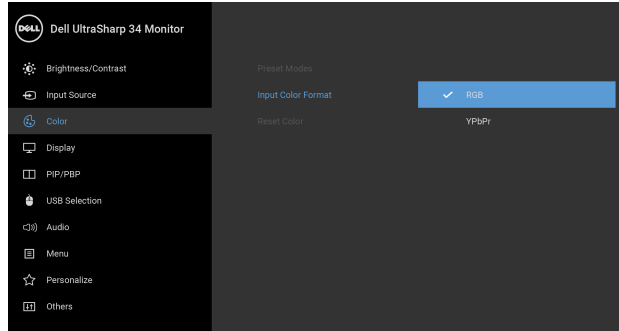 DELL Dell UltraSharp 34 Monitor
Brightness/Contrast
Input Source
Color
Display
PIP/PBP
USB Selection
Audio
Menu
Personalize
Others
Preset Modes
Input Color Format
Reset Color
RGB
YPbPr